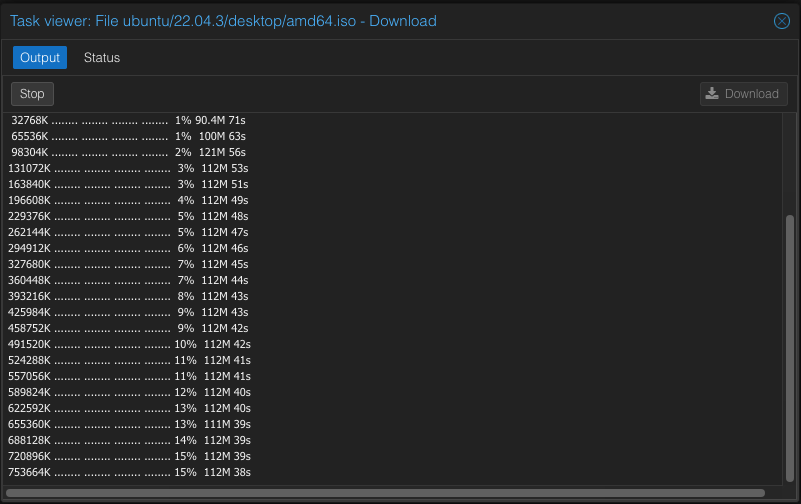 Task viewer: File ubuntu/22.04.3/desktop/amd64.iso - Download
Output Status
Stop Download
32768K ........ ........ ........ ........ 1% 90.4M 71s
65536K ........ ........ ........ ........ 1% 100M 63s
98304K ........ ........ ........ ........ 2% 121M 56s
131072K ........ ........ ........ ........ 3% 112M 53s
163840K ........ ........ ........ ........ 3% 112M 51s
196608K ........ ........ ........ ........ 4% 112M 49s
229376K ........ ........ ........ ........ 5% 112M 48s
262144K ........ ........ ........ ........ 5% 112M 47s
294912K ........ ........ ........ ........ 6% 112M 46s
327680K ........ ........ ........ ........ 7% 112M 45s
360448K ........ ........ ........ ........ 7% 112M 44s
393216K ........ ........ ........ ........ 8% 112M 43s
425984K ........ ........ ........ ........ 9% 112M 43s
458752K ........ ........ ........ ........ 9% 112M 42s
491520K ........ ........ ........ ........ 10% 112M 42s
524288K ........ ........ ........ ........ 11% 112M 41s
557056K ........ ........ ........ ........ 11% 112M 41s
589824K ........ ........ ........ ........ 12% 112M 40s
622592K ........ ........ ........ ........ 13% 112M 40s
655360K ........ ........ ........ ........ 13% 111M 39s
688128K ........ ........ ........ ........ 14% 112M 39s
720896K ........ ........ ........ ........ 15% 112M 39s
753664K ........ ........ ........ ........ 15% 112M 38s